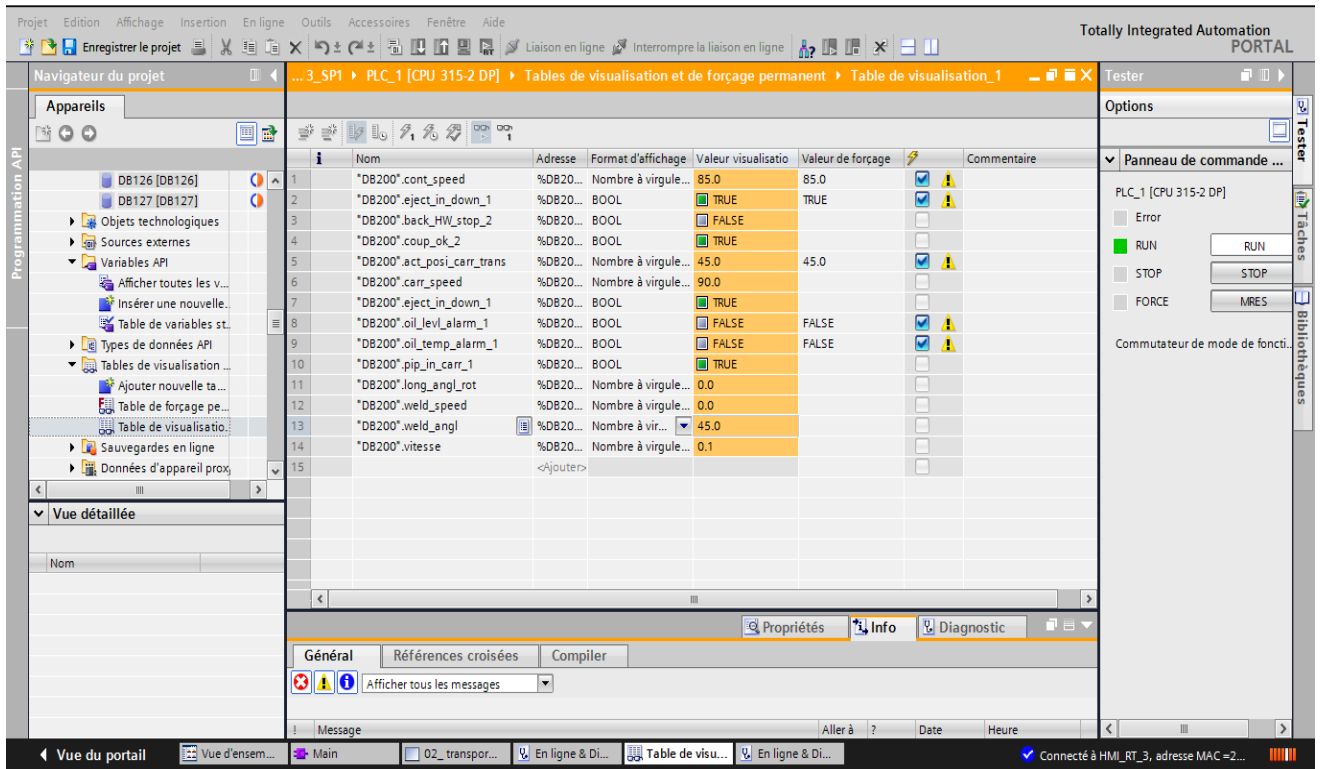 Projet Edition Affichage Insertion En ligne Outils Accessoires Fenêtre Aide
Totally Integrated Automation
PORTAL
Enregistrer le projet Liaison en ligne Interrompre la liaison en ligne
Navigateur du projet
...3_SP1 PLC_1 [CPU 315-2 DP] Tables de visualisation et de forçage permanent Table de visualisation_1
Tester
Appareils
Options
i Nom Adresse Format d'affichage Valeur visualisatio Valeur de forçage Commentaire
Panneau de commande ...
DB126 [DB126]
DB127 [DB127]
Objets technologiques
Sources externes
Variables API
Afficher toutes les v...
Insérer une nouvelle..
Table de variables st..
Types de données API
Tables de visualisation ...
Ajouter nouvelle ta...
Table de forçage pe...
Table de visualisatio..
Sauvegardes en ligne
Données d'appareil prox
1 "DB200".cont_speed %DB20... Nombre à virgule... 85.0 85.0
2 "DB200".eject_in_down_1 %DB20... BOOL TRUE TRUE
3 "DB200".back_HW_stop_2 %DB20... BOOL FALSE
4 "DB200".coup_ok_2 %DB20... BOOL TRUE
5 "DB200".act_posi_carr_trans %DB20... Nombre à virgule... 45.0 45.0
6 "DB200".carr_speed %DB20... Nombre à virgule... 90.0
7 "DB200".eject_in_down_1 %DB20... BOOL TRUE
8 "DB200".oil_levl_alarm_1 %DB20... BOOL FALSE FALSE
9 "DB200".oil_temp_alarm_1 %DB20... BOOL FALSE FALSE
10 "DB200".pip_in_carr_1 %DB20... BOOL TRUE
11 "DB200".long_angl_rot %DB20... Nombre à virgule... 0.0
12 "DB200".weld_speed %DB20... Nombre à virgule... 0.0
13 "DB200".weld_angl %DB20... Nombre à vir... 45.0
14 "DB200".vitesse %DB20... Nombre à virgule... 0.1
15 <Ajouter>
PLC_1 [CPU 315-2 DP]
Error
RUN RUN
STOP STOP
FORCE MRES
Commutateur de mode de foncti..
Programmation API
Tester
Tâches
Bibliothèques
Vue détaillée
Nom
Propriétés Info Diagnostic
Général Références croisées Compiler
Afficher tous les messages
! Message Aller à ? Date Heure
Vue du portail Vue d'ensem... Main 02_transpor... En ligne & Di... Table de visu... En ligne & Di...
Connecté à HMI_RT_3, adresse MAC =2...